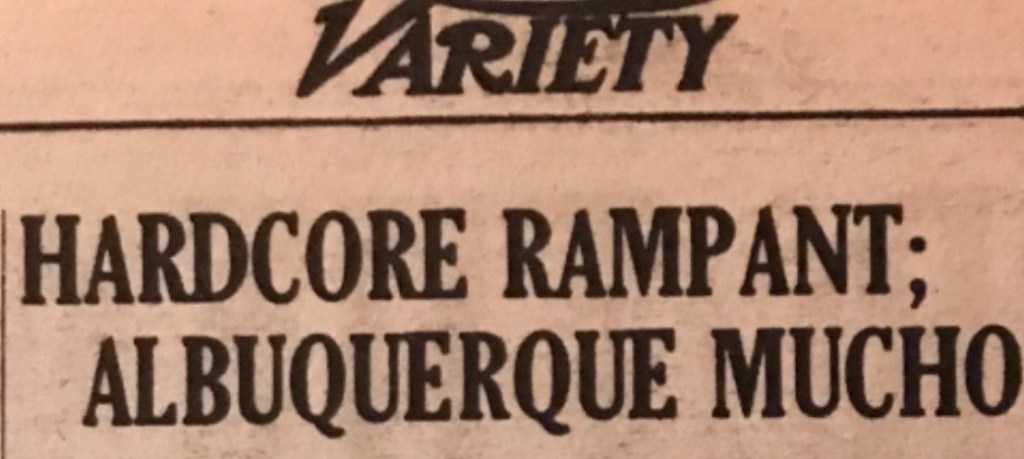 VARIETY
HARDCORE RAMPANT;
ALBUQUERQUE MUCHO